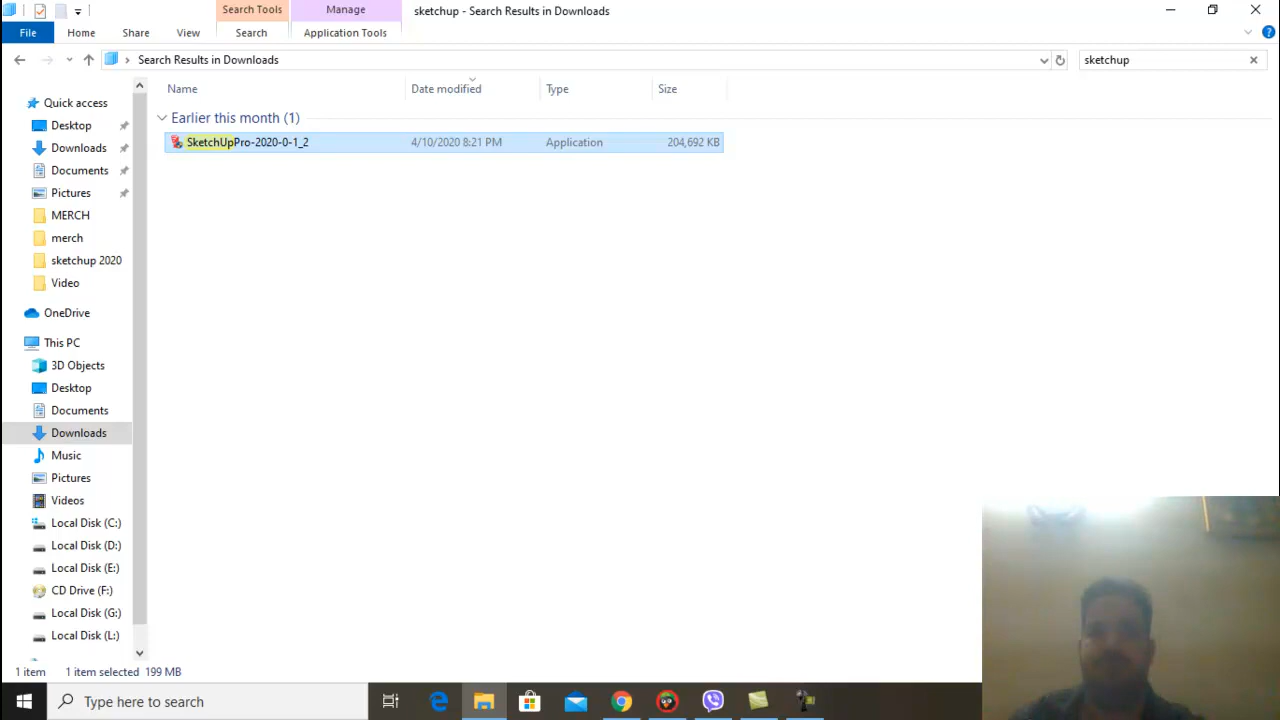 Search Tools
Manage
sketchup - Search Results in Downloads
File
Home
Share
View
Search
Application Tools
Search Results in Downloads
sketchup
Name
Date modified
Type
Size
Earlier this month (1)
SketchUpPro-2020-0-1_2
4/10/2020 8:21 PM
Application
204,692 KB
Quick access
Desktop
Downloads
Documents
Pictures
MERCH
merch
sketchup 2020
Video
OneDrive
This PC
3D Objects
Desktop
Documents
Downloads
Music
Pictures
Videos
Local Disk (C:)
Local Disk (D:)
Local Disk (E:)
CD Drive (F:)
Local Disk (G:)
Local Disk (L:)
1 item
1 item selected 199 MB
Type here to search